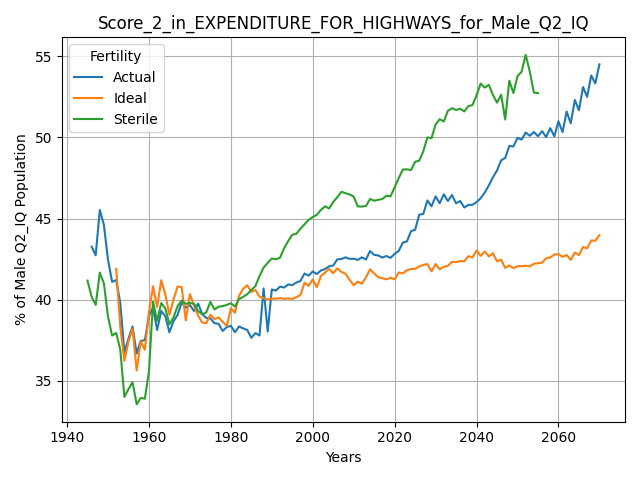 Score_2_in_EXPENDITURE_FOR_HIGHWAYS_for_Male_Q2_IQ
Fertility
Actual
Ideal
Sterile
% of Male Q2_IQ Population
55
50
45
40
35
1940 1960 1980 2000 2020 2040 2060
Years